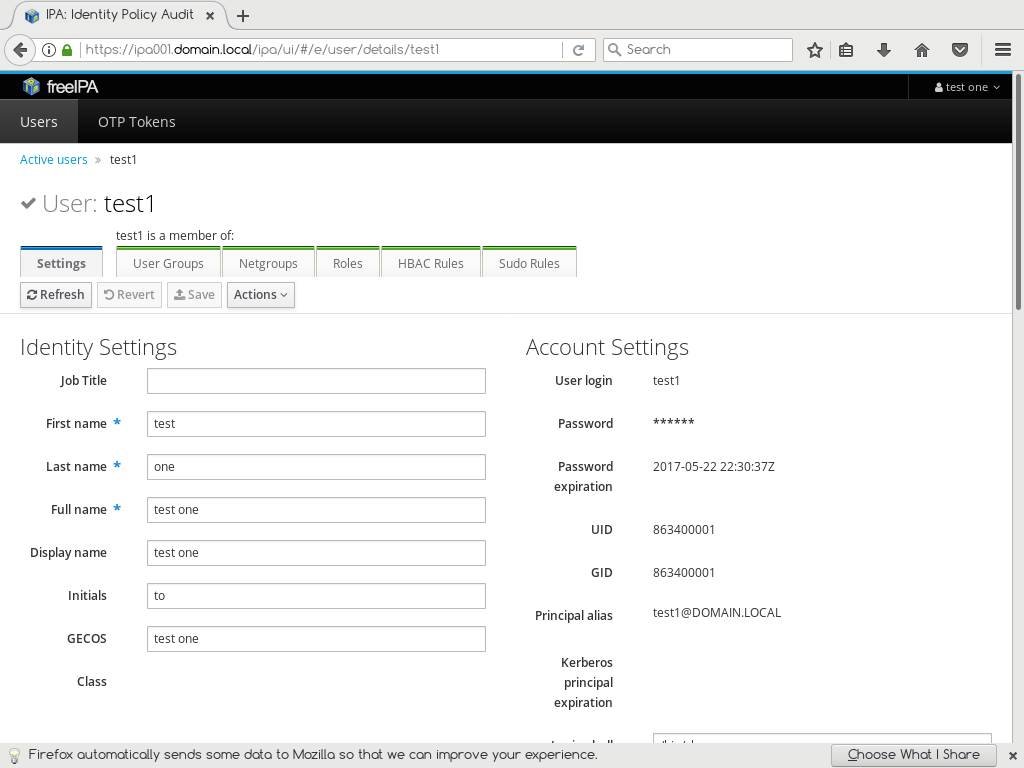 IPA: Identity Policy Audit
https://ipa001.domain.local/ipa/ui/#/e/user/details/test1
Search
freeIPA
test one
Users
OTP Tokens
Active users » test1
User: test1
test1 is a member of:
Settings
User Groups
Netgroups
Roles
HBAC Rules
Sudo Rules
Refresh
Revert
Save
Actions
Identity Settings
Job Title
First name *
test
Last name *
one
Full name *
test one
Display name
test one
Initials
to
GECOS
test one
Class
Account Settings
User login
test1
Password
******
Password
expiration
2017-05-22 22:30:37Z
UID
863400001
GID
863400001
Principal alias
test1@DOMAIN.LOCAL
Kerberos
principal
expiration
Firefox automatically sends some data to Mozilla so that we can improve your experience.
Choose What I Share